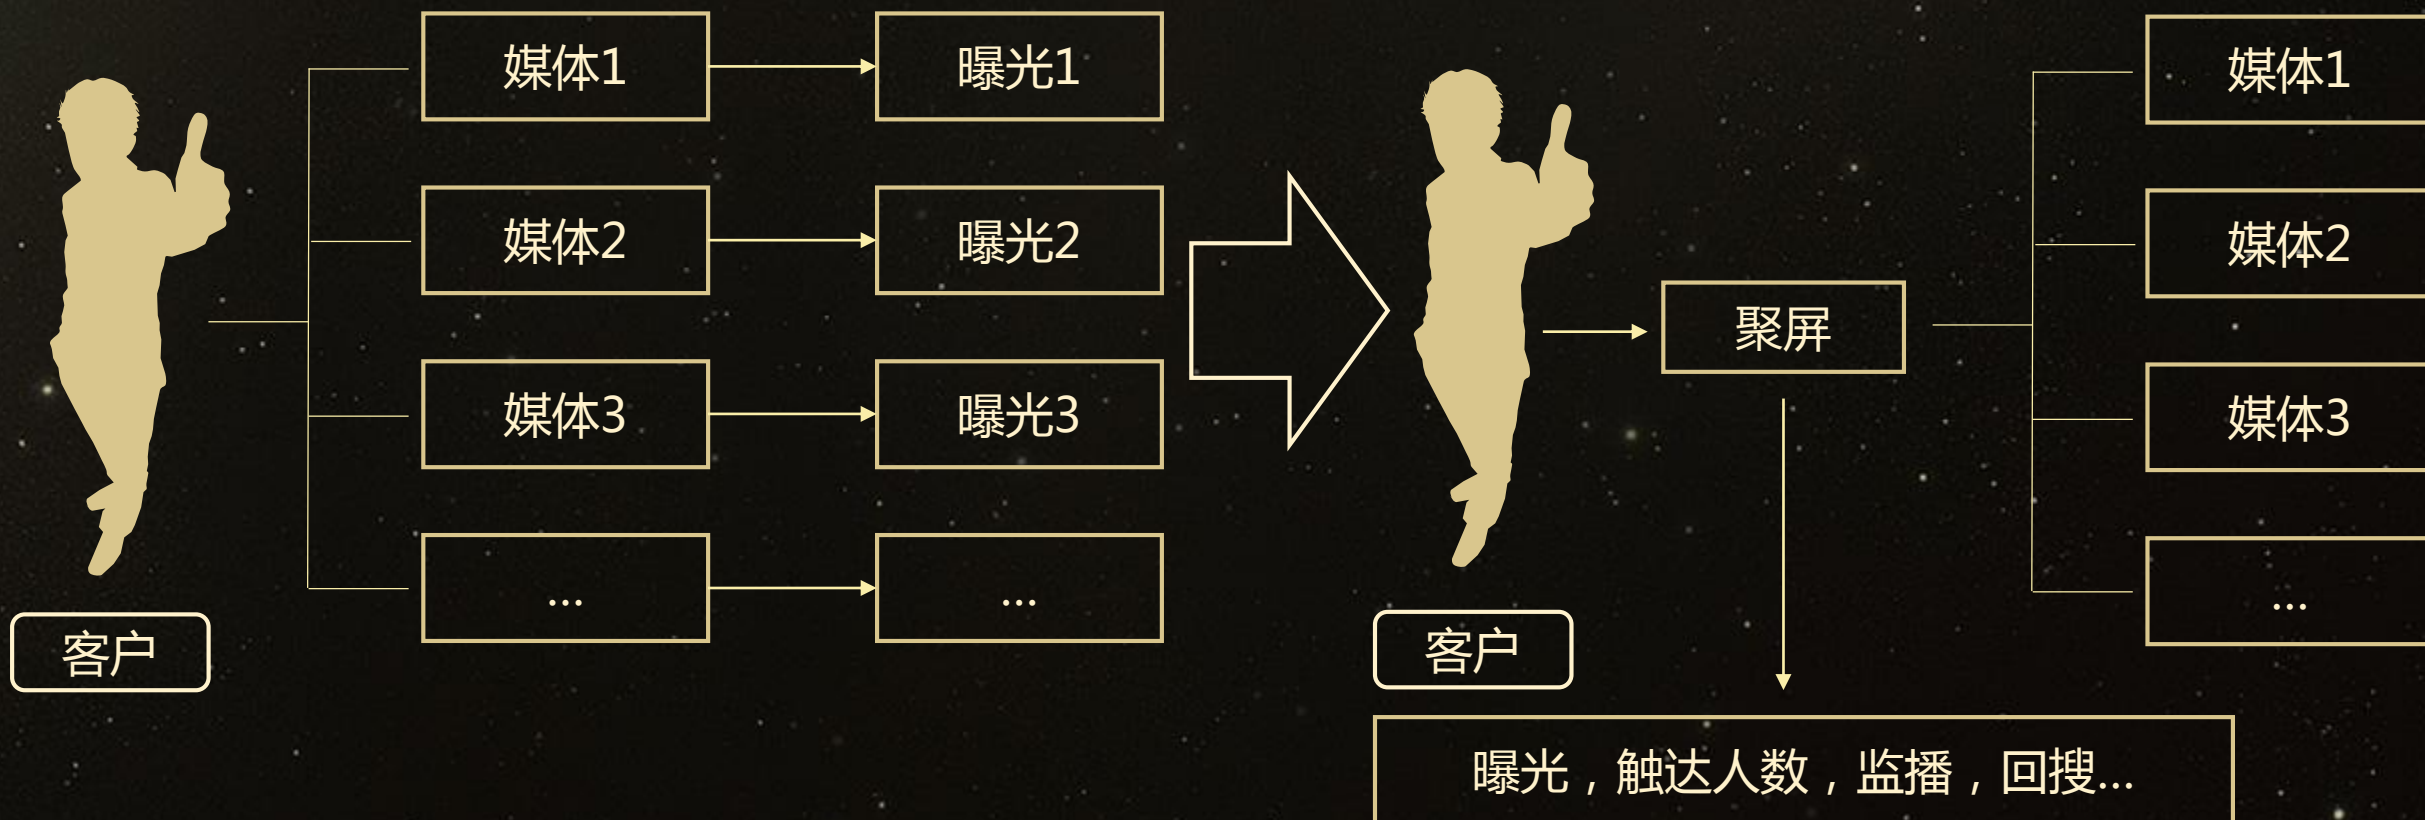 媒体1
曝光1
媒体2
曝光2
媒体3
曝光3
...
...
客户
客户
聚屏
媒体1
媒体2
媒体3
...
曝光，触达人数，监播，回搜...